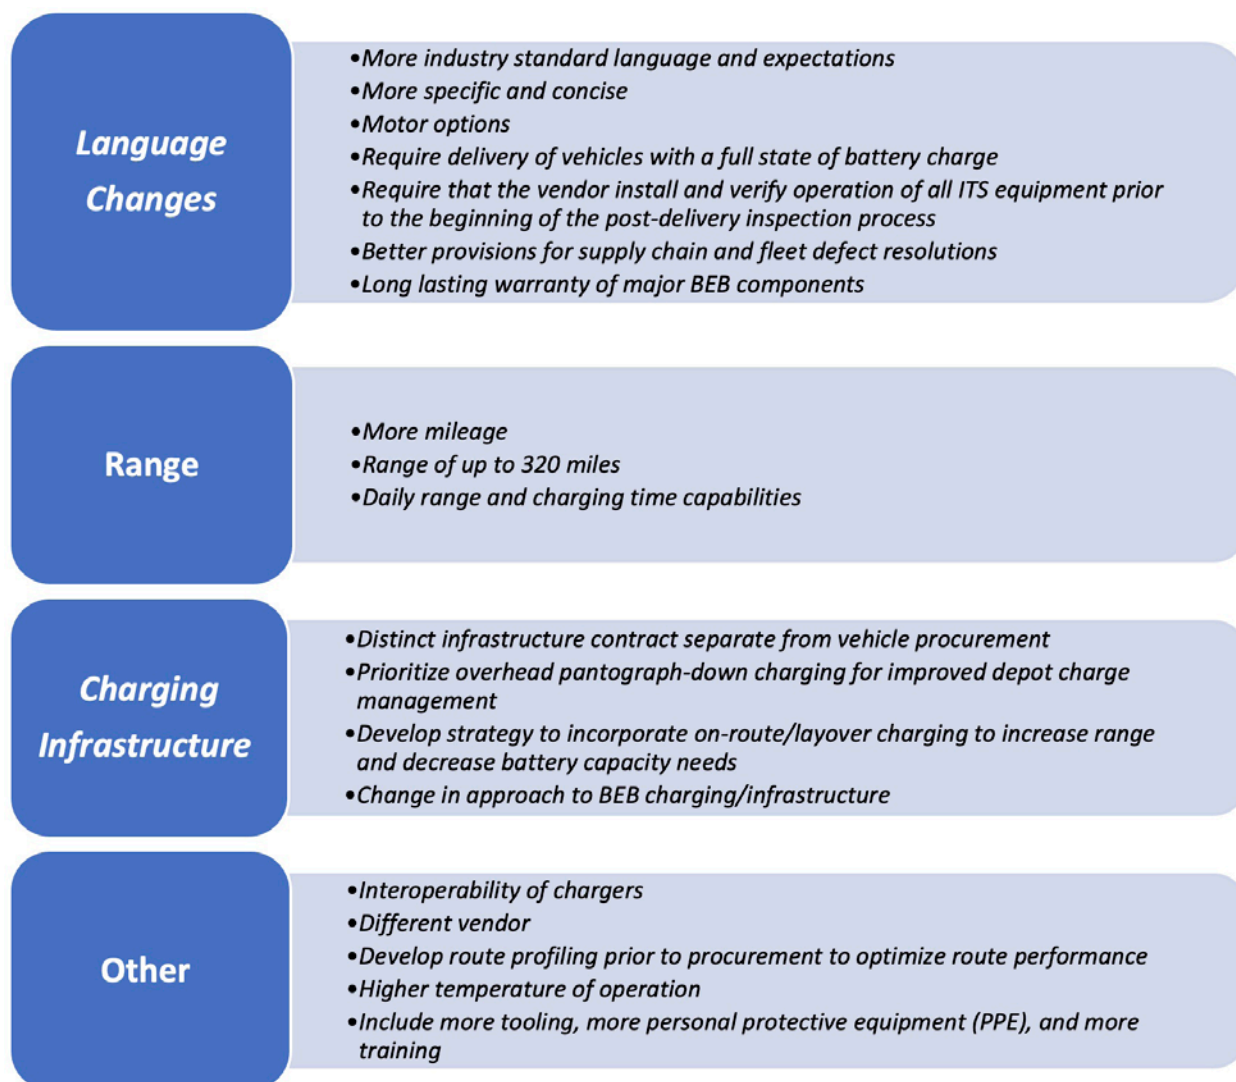 Language
Changes
•More industry standard language and expectations
•More specific and concise
•Motor options
•Require delivery of vehicles with a full state of battery charge
•Require that the vendor install and verify operation of all ITS equipment prior
to the beginning of the post-delivery inspection process
•Better provisions for supply chain and fleet defect resolutions
•Long lasting warranty of major BEB components
Range
•More mileage
•Range of up to 320 miles
•Daily range and charging time capabilities
Charging
Infrastructure
•Distinct infrastructure contract separate from vehicle procurement
•Prioritize overhead pantograph-down charging for improved depot charge
management
•Develop strategy to incorporate on-route/layover charging to increase range
and decrease battery capacity needs
•Change in approach to BEB charging/infrastructure
Other
•Interoperability of chargers
•Different vendor
•Develop route profiling prior to procurement to optimize route performance
•Higher temperature of operation
•Include more tooling, more personal protective equipment (PPE), and more
training